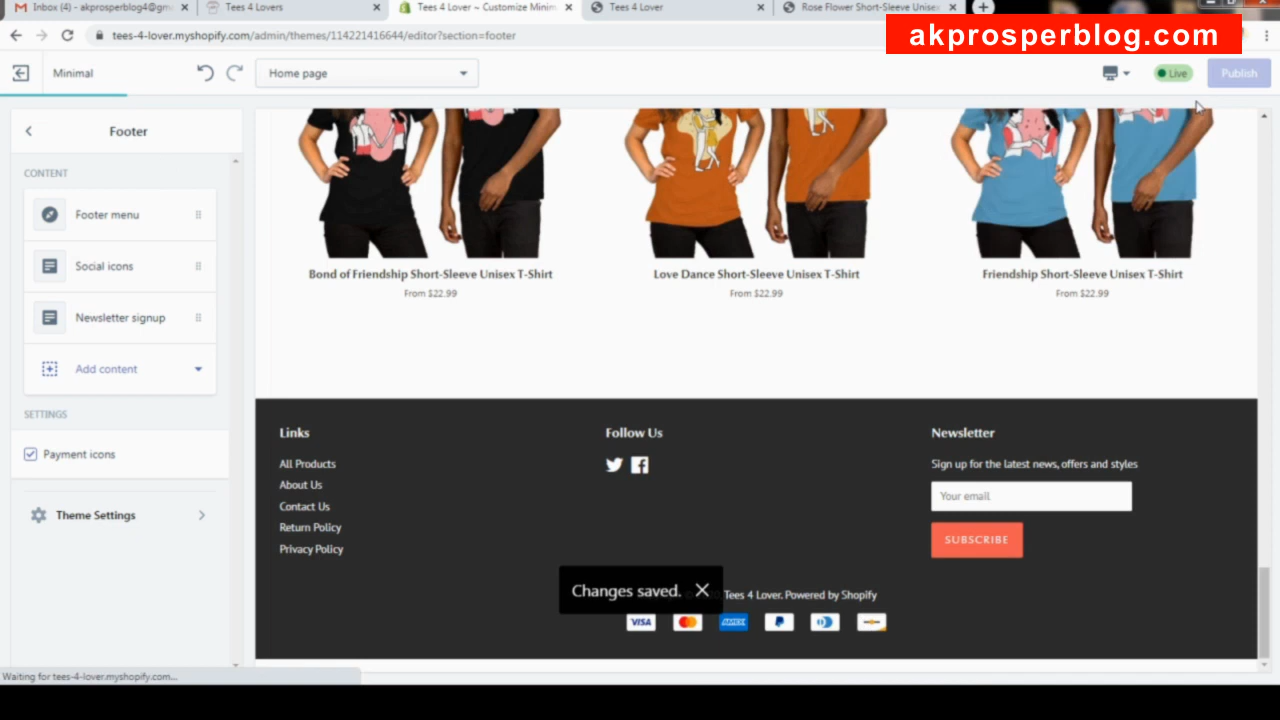 Inbox (4) - akprosperblog4@gm
Tees 4 Lovers
Tees 4 Lover ~ Customize Minim
Tees 4 Lover
Rose Flower Short-Sleeve Unisex
akprosperblog.com
tees-4-lover.myshopify.com/admin/themes/114221416644/editor?section=footer
Minimal
Home page
Live
Publish
Footer
CONTENT
Footer menu
Social icons
Newsletter signup
Add content
SETTINGS
Payment icons
Theme Settings
Bond of Friendship Short-Sleeve Unisex T-Shirt
From $22.99
Love Dance Short-Sleeve Unisex T-Shirt
From $22.99
Friendship Short-Sleeve Unisex T-Shirt
From $22.99
Links
All Products
About Us
Contact Us
Return Policy
Privacy Policy
Follow Us
Newsletter
Sign up for the latest news, offers and styles
Your email
SUBSCRIBE
Changes saved.
Tees 4 Lover. Powered by Shopify
VISA
AMEX
Waiting for tees-4-lover.myshopify.com...